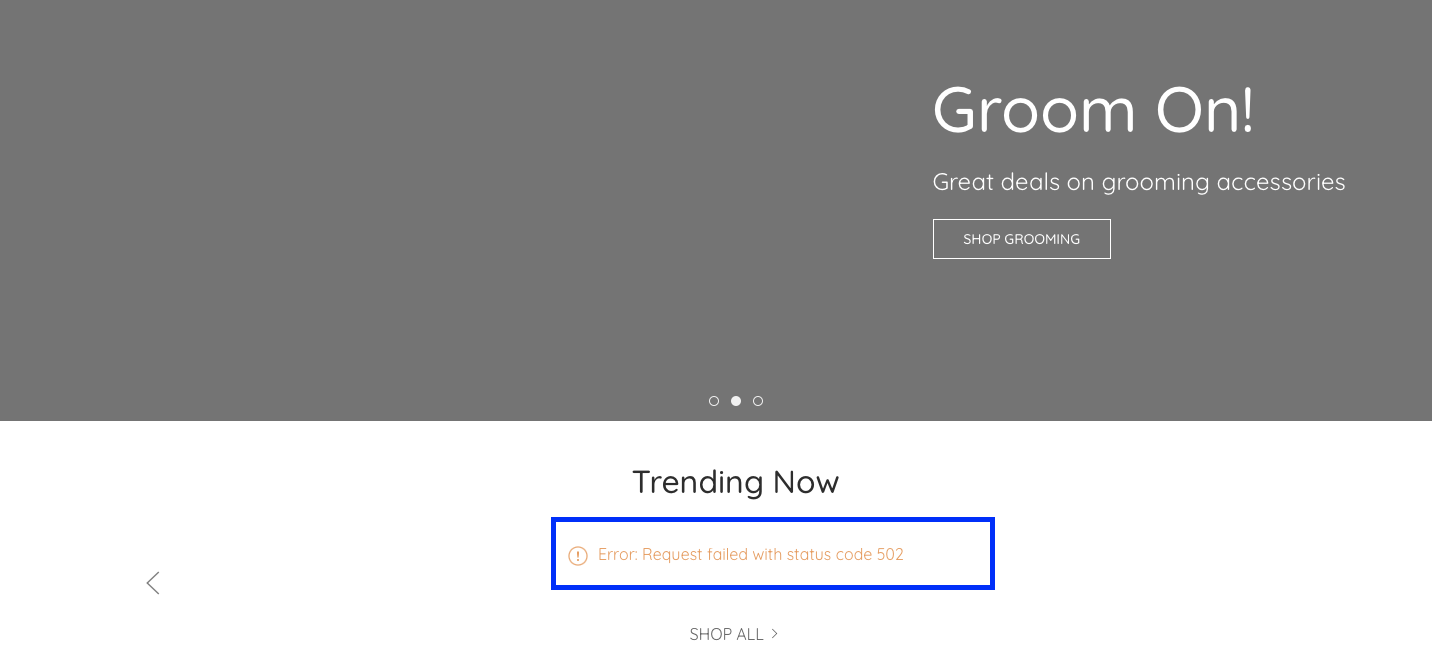 Groom On!
Great deals on grooming accessories
SHOP GROOMING
Trending Now
Error: Request failed with status code 502
SHOP ALL